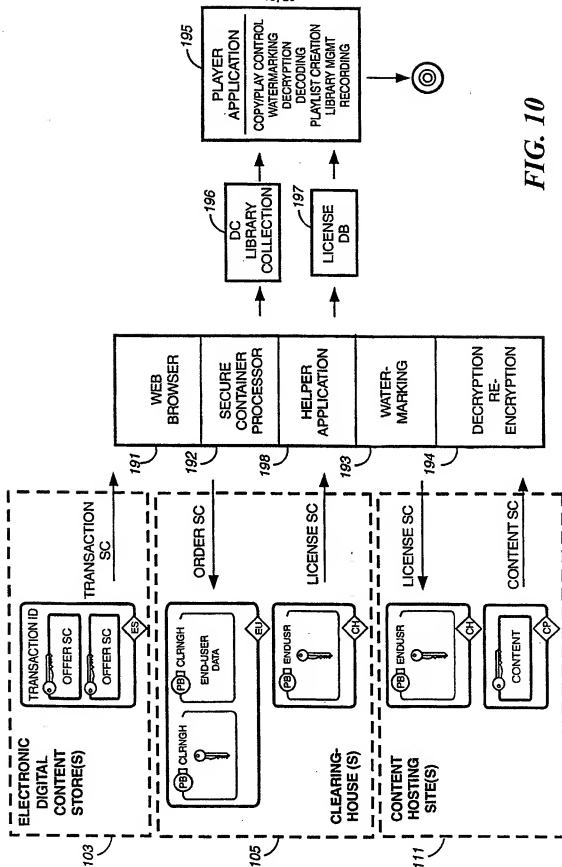 ELECTRONIC
DIGITAL
CONTENT
STORE(S)
103
TRANSACTION ID
OFFER SC
OFFER SC
ES
TRANSACTION
SC
105
PB CLRNGH
PB CLRNGH
END-USER
DATA
EU
ORDER SC
CLEARING-
HOUSE (S)
PB ENDUSR
CH
LICENSE SC
111
CONTENT
HOSTING
SITE(S)
PB ENDUSR
CH
LICENSE SC
CONTENT
CP
CONTENT SC
191
WEB
BROWSER
192
SECURE
CONTAINER
PROCESSOR
198
HELPER
APPLICATION
193
WATER-
MARKING
194
DECRYPTION
RE-
ENCRYPTION
196
DC
LIBRARY
COLLECTION
197
LICENSE
DB
195
PLAYER
APPLICATION
COPY/PLAY CONTROL
WATERMARKING
DECRYPTION
DECODING
PLAYLIST CREATION
LIBRARY MGMT
RECORDING
FIG. 10